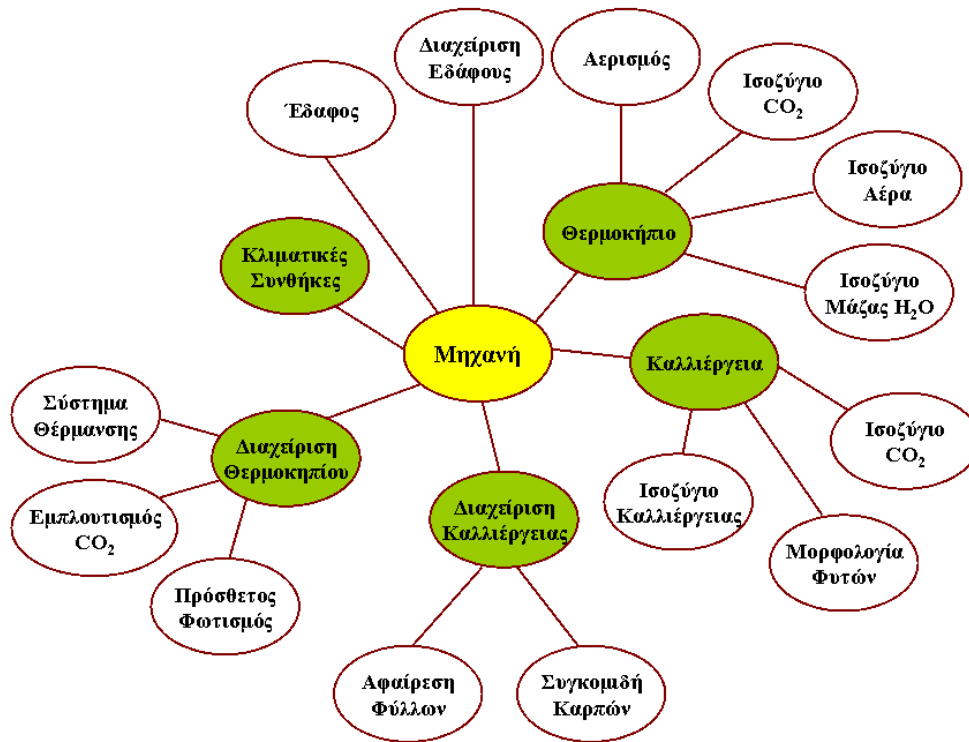 Διαχείριση
Εδάφους
Αερισμός
Ισοζύγιο
CO₂
Έδαφος
Ισοζύγιο
Αέρα
Θερμοκήπιο
Κλιματικές
Συνθήκες
Ισοζύγιο
Μάζας H₂O
Μηχανή
Καλλιέργεια
Σύστημα
Θέρμανσης
Διαχείριση
Θερμοκηπίου
Ισοζύγιο
CO₂
Ισοζύγιο
Καλλιέργειας
Διαχείριση
Καλλιέργειας
Εμπλουτισμός
CO₂
Μορφολογία
Φυτών
Πρόσθετος
Φωτισμός
Αφαίρεση
Φύλλων
Συγκομιδή
Καρπών